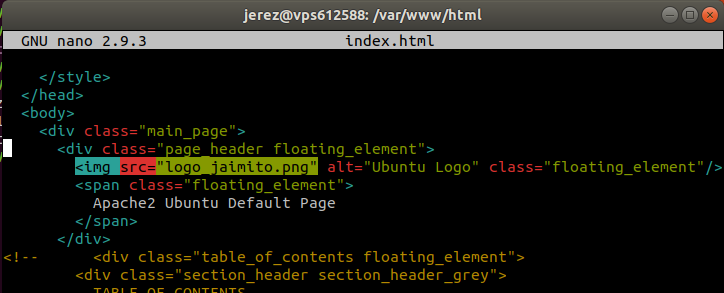 jerez@vps612588: /var/www/html
GNU nano 2.9.3 index.html
</style>
</head>
<body>
<div class="main_page">
<div class="page_header floating_element">
<img src="logo_jaimito.png" alt="Ubuntu Logo" class="floating_element"/>
<span class="floating_element">
Apache2 Ubuntu Default Page
</span>
</div>
<!-- <div class="table_of_contents floating_element">
<div class="section_header section_header_grey">
TABLE OF CONTENTS